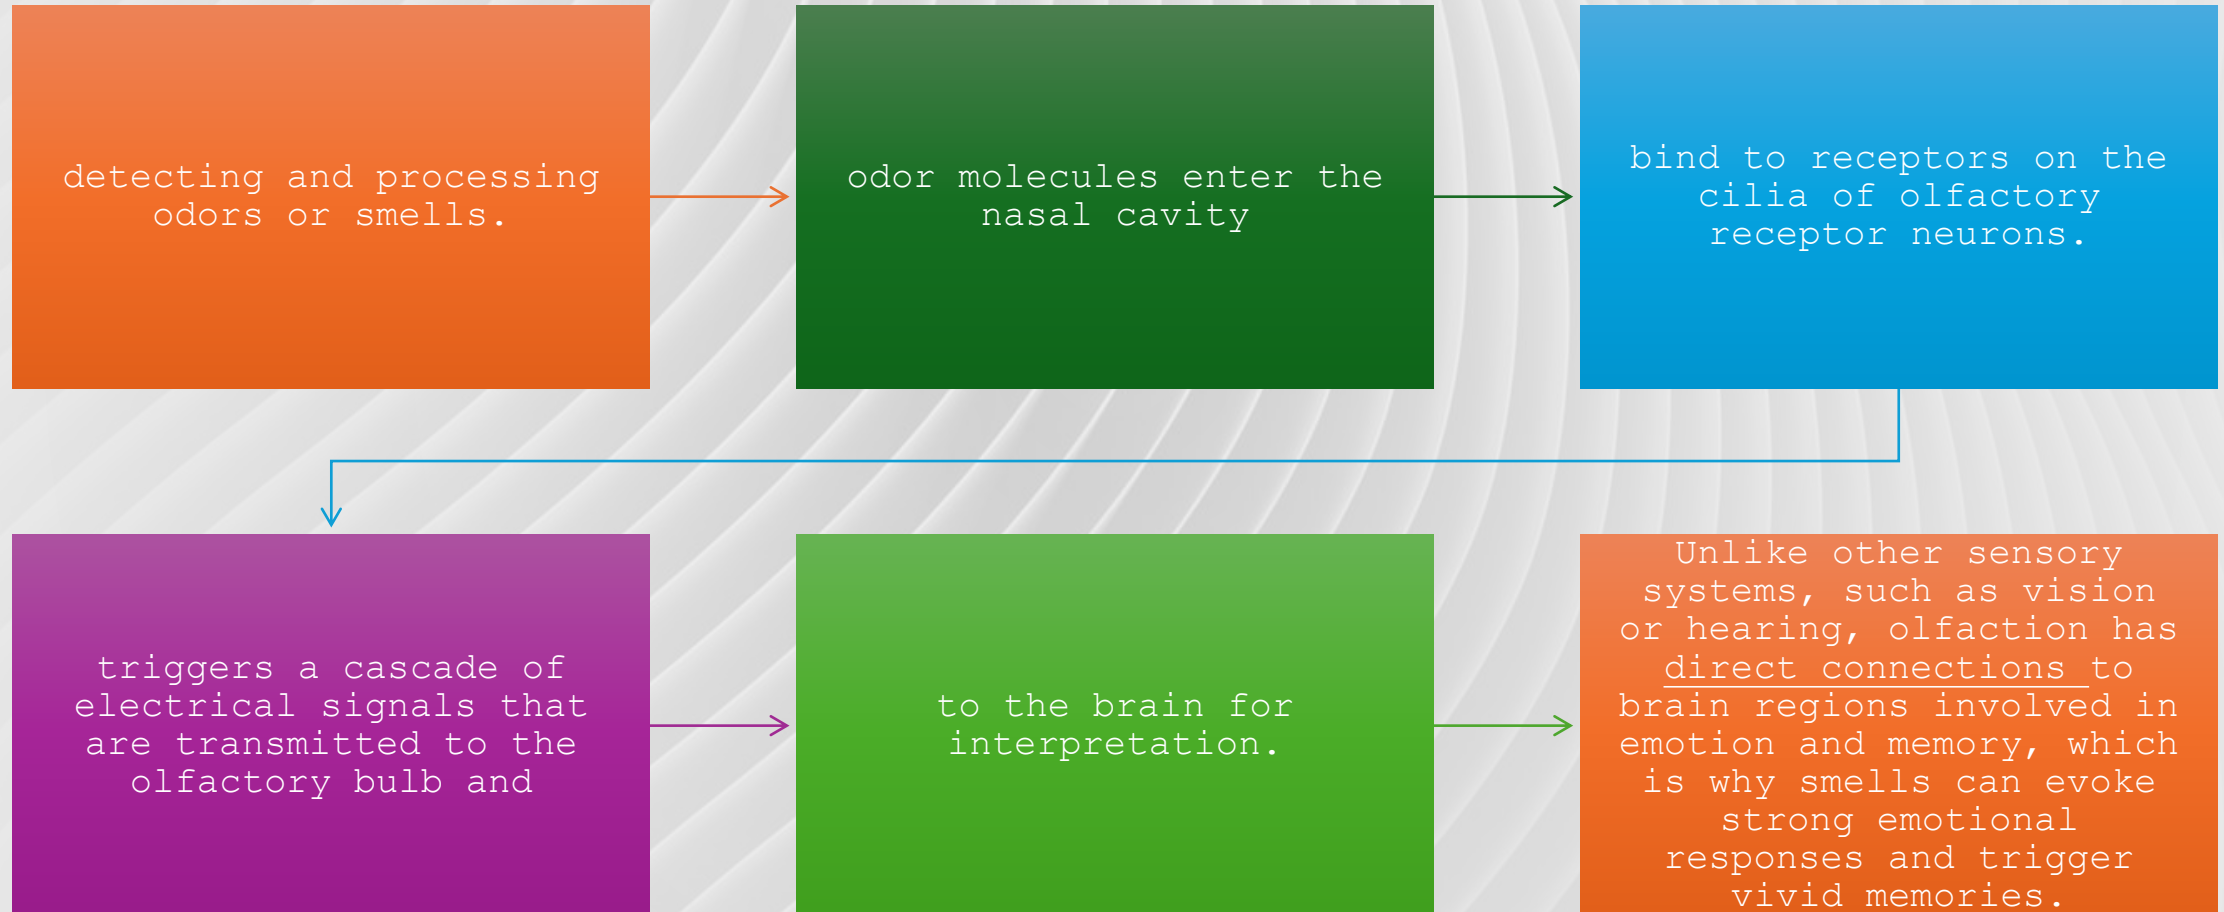 detecting and processing
odors or smells.
odor molecules enter the
nasal cavity
bind to receptors on the
cilia of olfactory
receptor neurons.
triggers a cascade of
electrical signals that
are transmitted to the
olfactory bulb and
to the brain for
interpretation.
Unlike other sensory
systems, such as vision
or hearing, olfaction has
direct connections to
brain regions involved in
emotion and memory, which
is why smells can evoke
strong emotional
responses and trigger
vivid memories.